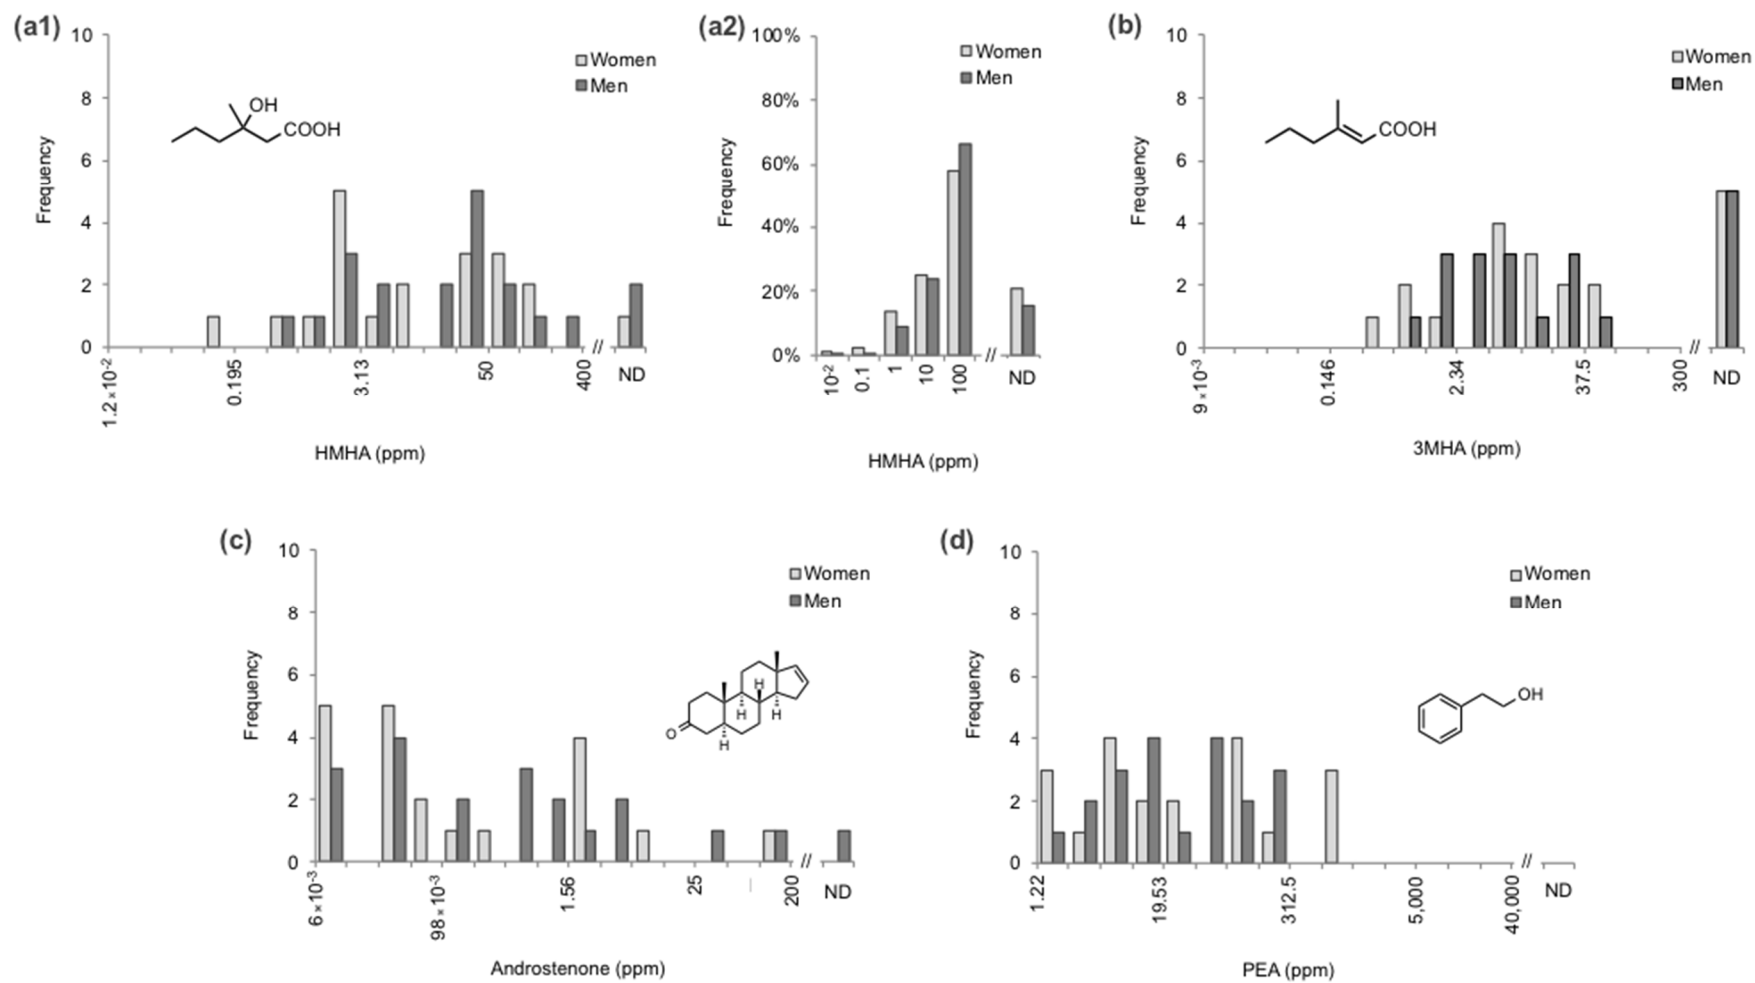 (a1)
10
8
6
4
2
0
Frequency
Women
Men
OH
COOH
1.2×10-2
0.195
3.13
50
400
//
ND
HMHA (ppm)
(a2)
100%
80%
60%
40%
20%
0%
Frequency
Women
Men
10-2
0.1
1
10
100
//
ND
HMHA (ppm)
(b)
10
8
6
4
2
0
Frequency
Women
Men
COOH
9×10-3
0.146
2.34
37.5
300
//
ND
3MHA (ppm)
(c)
10
8
6
4
2
0
Frequency
Women
Men
H
H
H
H
O
6×10-3
98×10-3
1.56
25
200
//
ND
Androstenone (ppm)
(d)
10
8
6
4
2
0
Frequency
Women
Men
OH
1.22
19.53
312.5
5,000
40,000
//
ND
PEA (ppm)